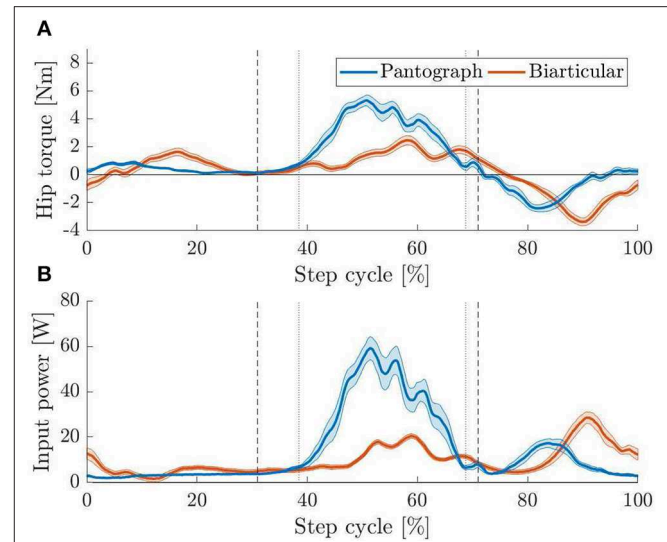 A
Pantograph Biarticular
Hip torque [Nm]
8
6
4
2
0
-2
-4
0 20 40 60 80 100
Step cycle [%]
B
Input power [W]
80
60
40
20
0
0 20 40 60 80 100
Step cycle [%]